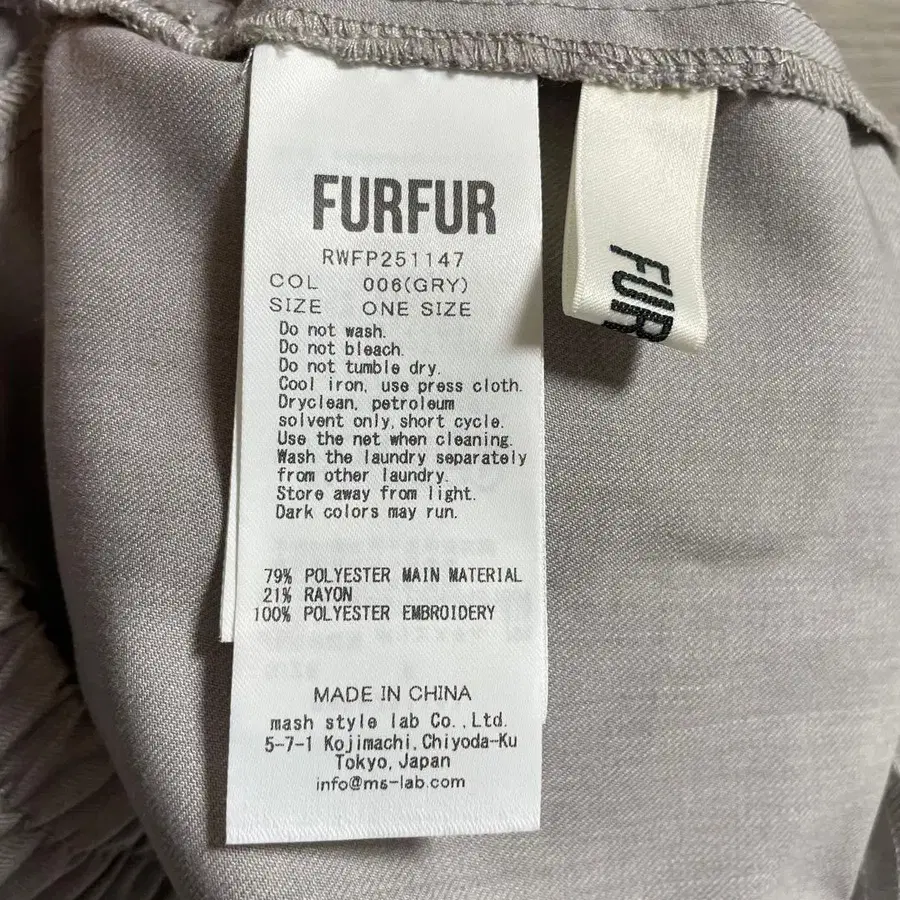 FURFUR
RWFP251147
COL 006(GRY)
SIZE ONE SIZE
Do not wash.
Do not bleach.
Do not tumble dry.
Cool iron, use press cloth.
Dryclean, petroleum
solvent only,short cycle.
Use the net when cleaning.
Wash the laundry separately
from other laundry.
Store away from light.
Dark colors may run.
79% POLYESTER MAIN MATERIAL
21% RAYON
100% POLYESTER EMBROIDERY
MADE IN CHINA
mash style lab Co.,Ltd.
5-7-1 Kojimachi,Chiyoda-Ku
Tokyo,Japan
info@ms-lab.com
FUR